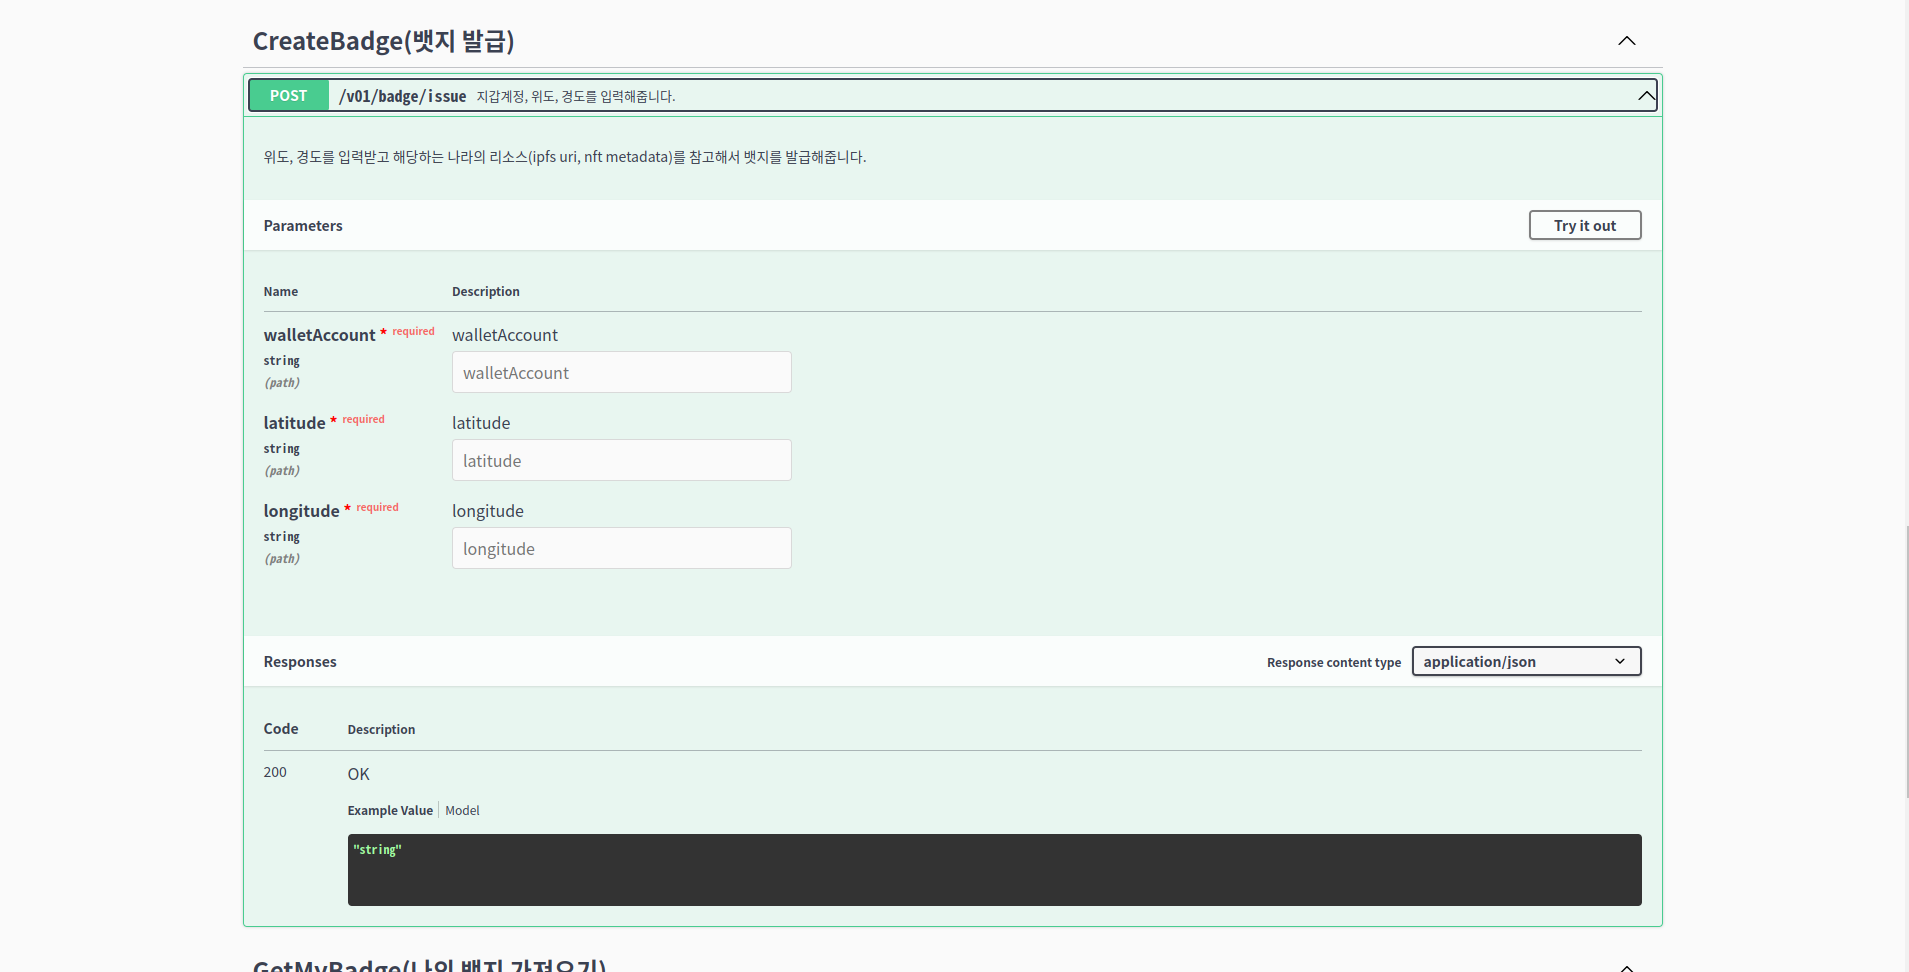 CreateBadge(뱃지 발급)
POST /v01/badge/issue 지갑계정, 위도, 경도를 입력해줍니다.
위도, 경도를 입력받고 해당하는 나라의 리소스(ipfs uri, nft metadata)를 참고해서 뱃지를 발급해줍니다.
Parameters Try it out
Name Description
walletAccount * required walletAccount
string
(path)
walletAccount
latitude * required latitude
string
(path)
latitude
longitude * required longitude
string
(path)
longitude
Responses Response content type application/json
Code Description
200 OK
Example Value Model
"string"
GetMyBadge(나의 뱃지 가져오기)